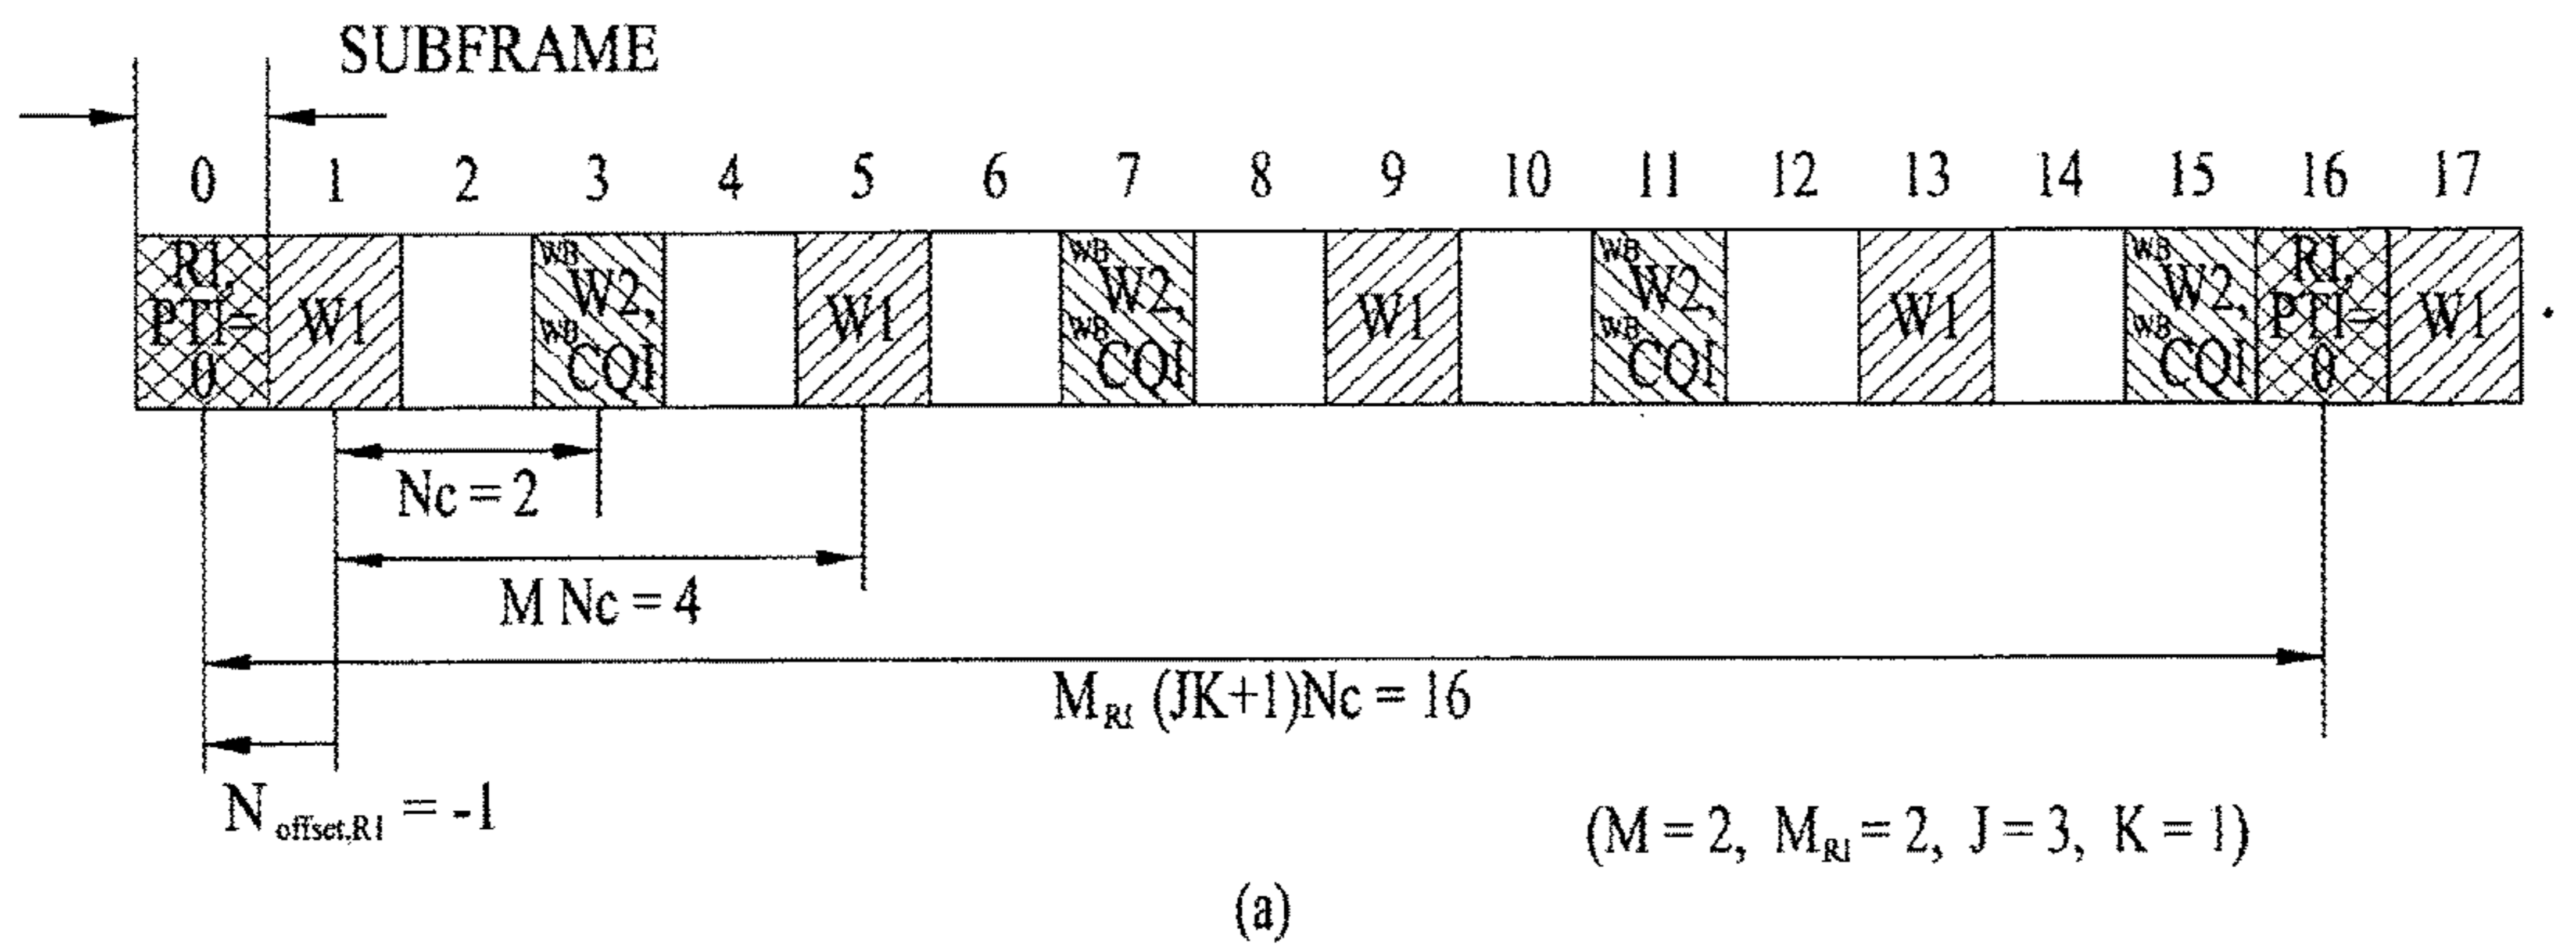 SUBFRAME
0 1 2 3 4 5 6 7 8 9 10 11 12 13 14 15 16 17
RI,
PTI=
0
W1
WB W2,
WB CQI
W1
WB W2,
WB CQI
W1
WB W2,
WB CQI
W1
WB W2,
WB CQI
RI,
PTI=
0
W1
Nc = 2
M Nc = 4
M_RI (JK+1)Nc = 16
N_offset,RI = -1
(M = 2, M_RI = 2, J = 3, K = 1)
(a)